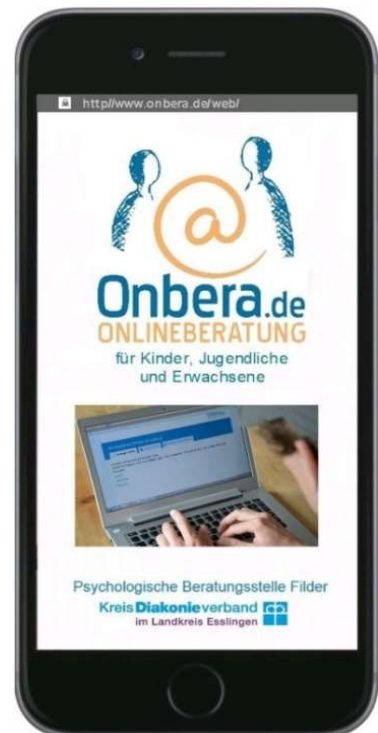 http//www.onbera.de/web/
@
Onbera.de
ONLINEBERATUNG
für Kinder, Jugendliche
und Erwachsene
Psychologische Beratungsstelle Filder
KreisDiakonieverband
im Landkreis Esslingen